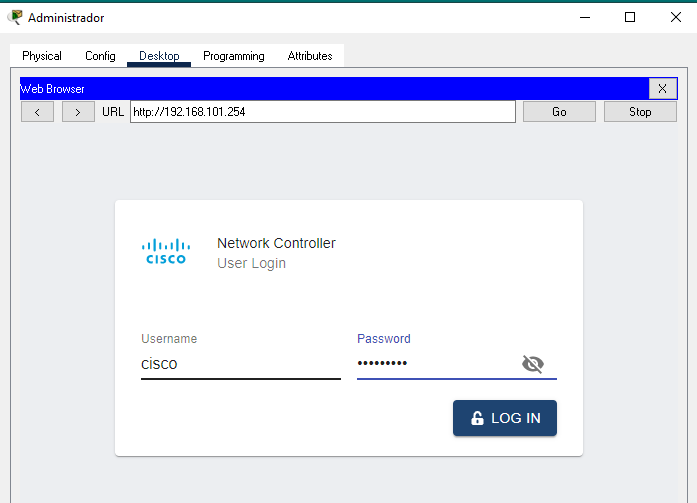 Administrador
Physical Config Desktop Programming Attributes
Web Browser X
< > URL http://192.168.101.254 Go Stop
CISCO Network Controller
User Login
Username Password
cisco •••••••••
LOG IN